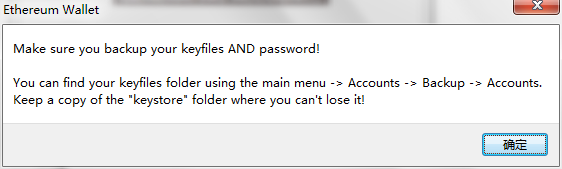 Ethereum Wallet
Make sure you backup your keyfiles AND password!
You can find your keyfiles folder using the main menu -> Accounts -> Backup -> Accounts.
Keep a copy of the "keystore" folder where you can't lose it!
确定